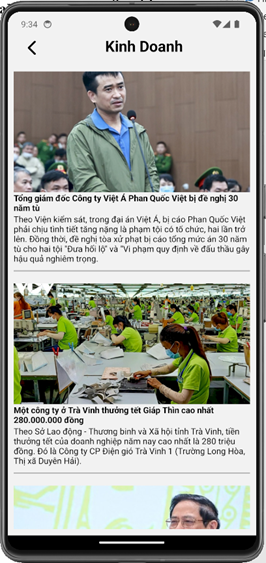 9:34
Kinh Doanh
Tổng giám đốc Công ty Việt Á Phan Quốc Việt bị đề nghị 30
năm tù
Theo Viện kiểm sát, trong đại án Việt Á, bị cáo Phan Quốc Việt
phải chịu tình tiết tăng nặng là phạm tội có tổ chức, hai lần trở
lên. Đồng thời, đề nghị tòa xử phạt bị cáo tổng mức án 30 năm
tù cho hai tội "Đưa hối lộ" và "Vi phạm quy định về đấu thầu gây
hậu quả nghiêm trọng.
Một công ty ở Trà Vinh thưởng tết Giáp Thìn cao nhất
280.000.000 đồng
Theo Sở Lao động - Thương binh và Xã hội tỉnh Trà Vinh, tiền
thưởng tết của doanh nghiệp năm nay cao nhất là 280 triệu
đồng. Đó là Công ty CP Điện gió Trà Vinh 1 (Trường Long Hòa,
Thị xã Duyên Hải).